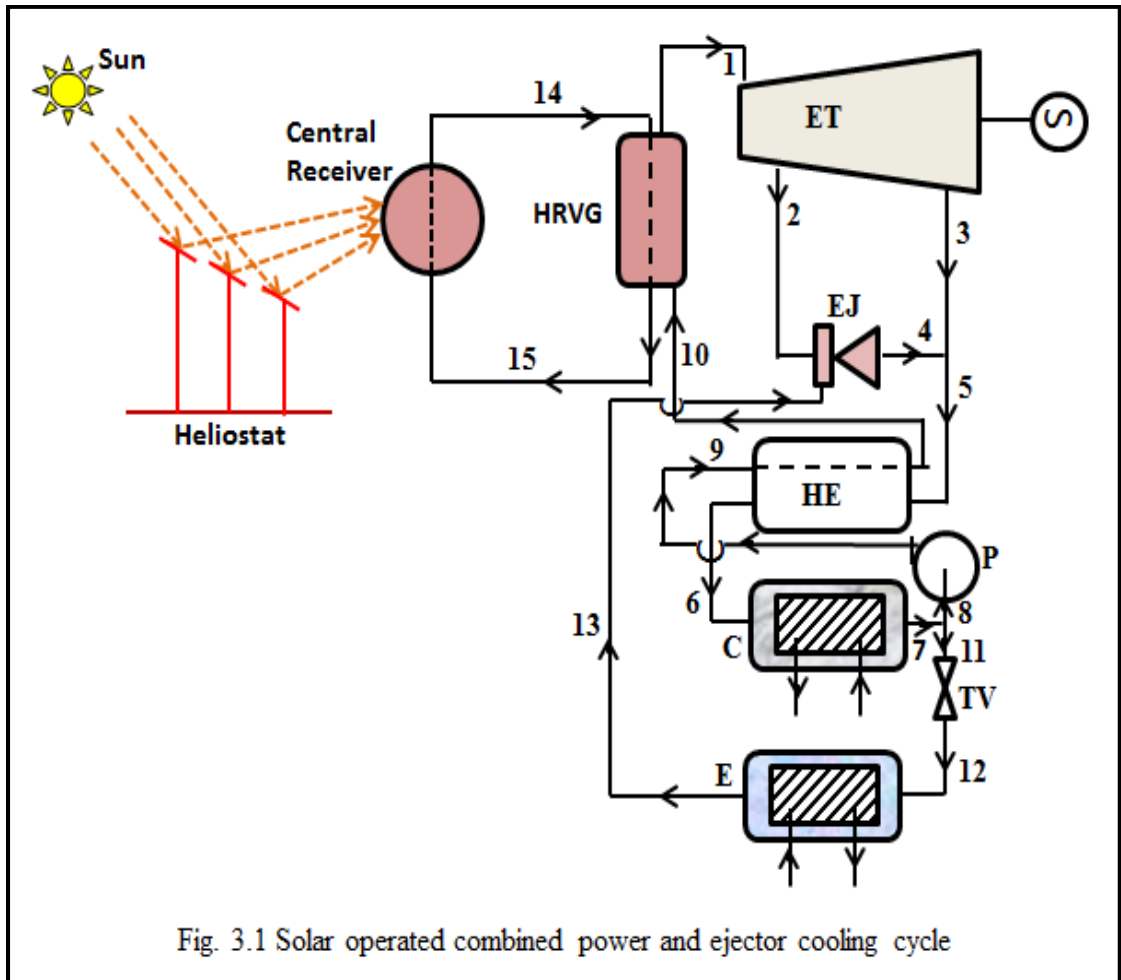 Sun
14
1
ET
S
Central
Receiver
HRVG
2
3
EJ
4
15
10
5
Heliostat
9
HE
P
6
8
13
C
7
11
TV
E
12
Fig. 3.1 Solar operated combined power and ejector cooling cycle